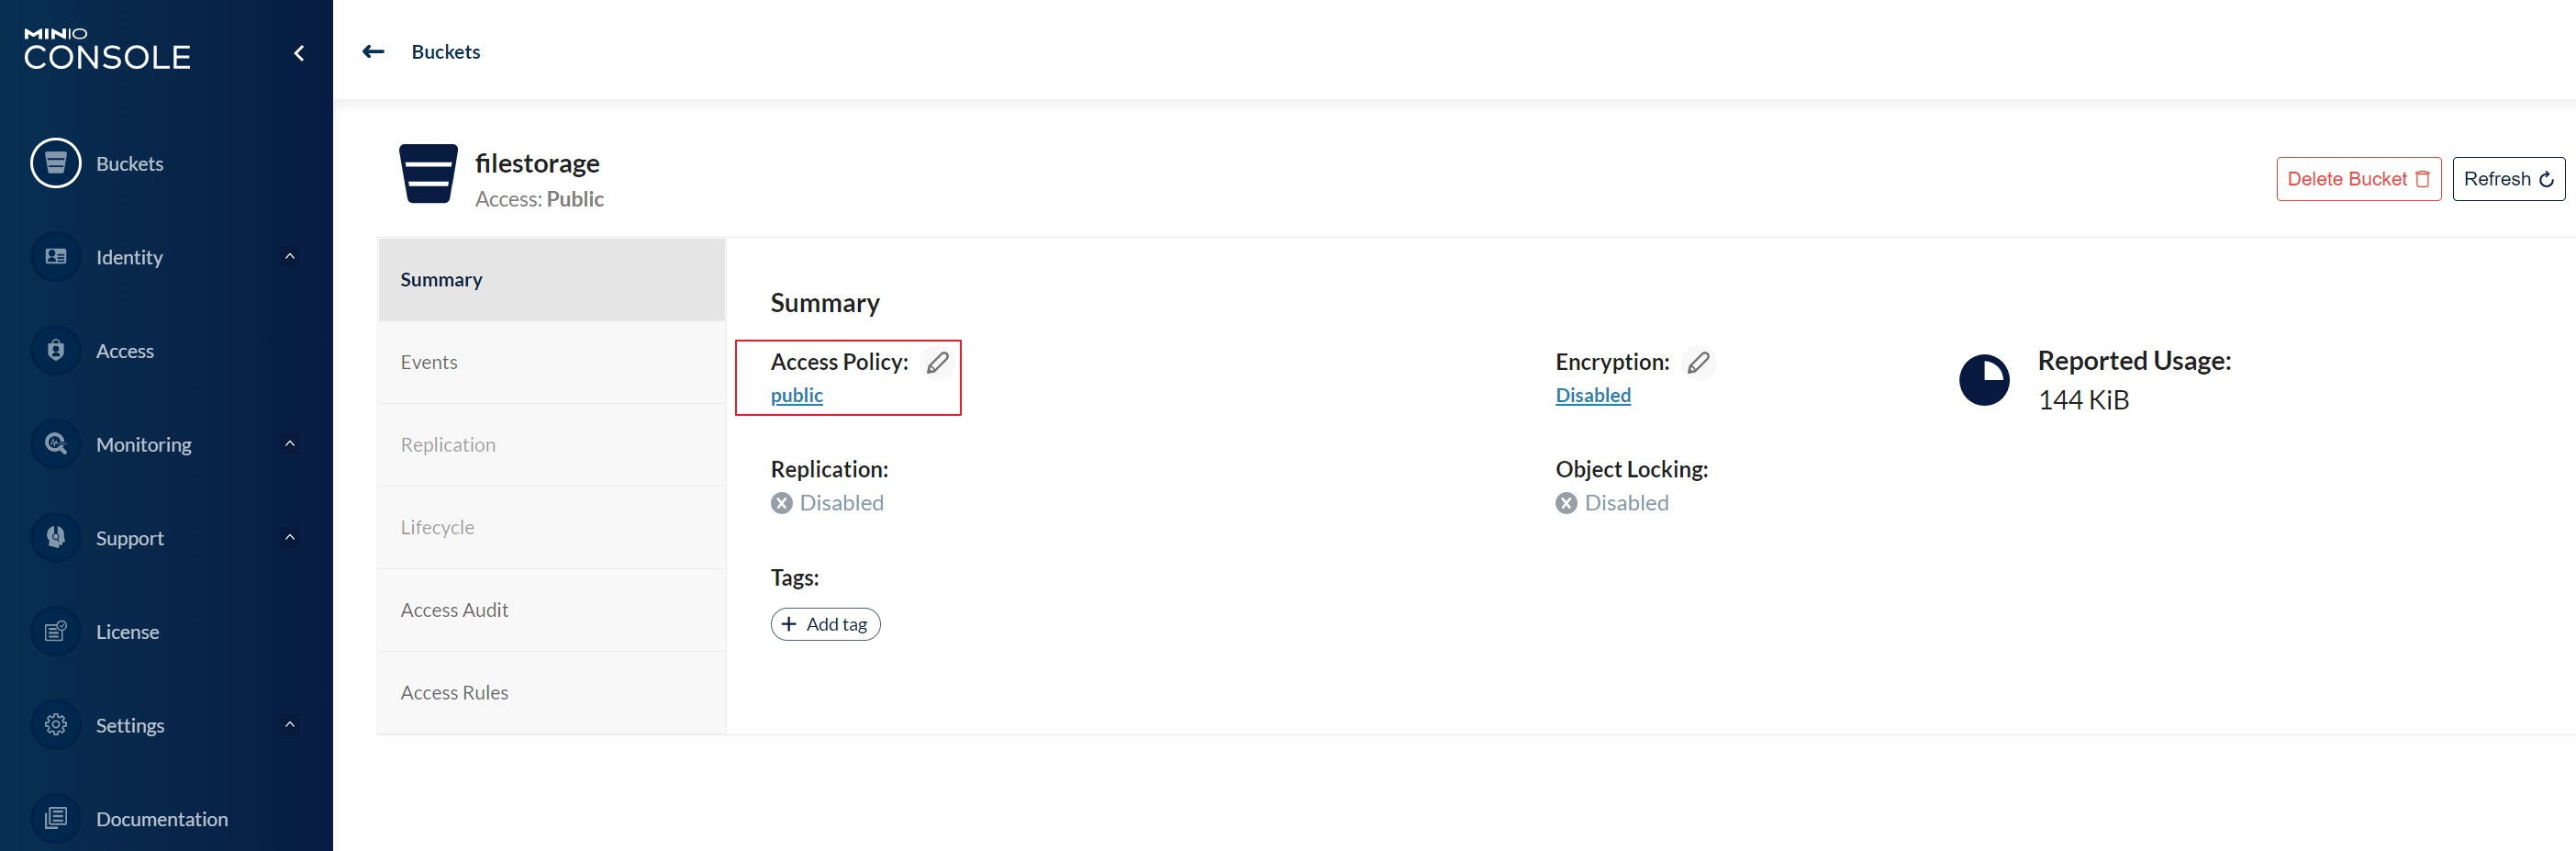 MINIO
CONSOLE
Buckets
Identity
Access
Monitoring
Support
License
Settings
Documentation
Buckets
filestorage
Access: Public
Delete Bucket
Refresh
Summary
Events
Replication
Lifecycle
Access Audit
Access Rules
Summary
Access Policy:
public
Encryption:
Disabled
Reported Usage:
144 KiB
Replication:
Disabled
Object Locking:
Disabled
Tags:
+ Add tag